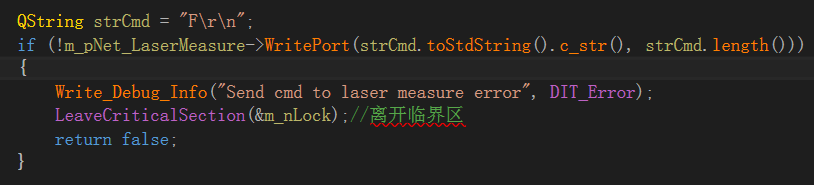 QString strCmd = "F\r\n";
if (!m_pNet_LaserMeasure->WritePort(strCmd.toStdString().c_str(), strCmd.length()))
{
Write_Debug_Info("Send cmd to laser measure error", DIT_Error);
LeaveCriticalSection(&m_nLock);//离开临界区
return false;
}